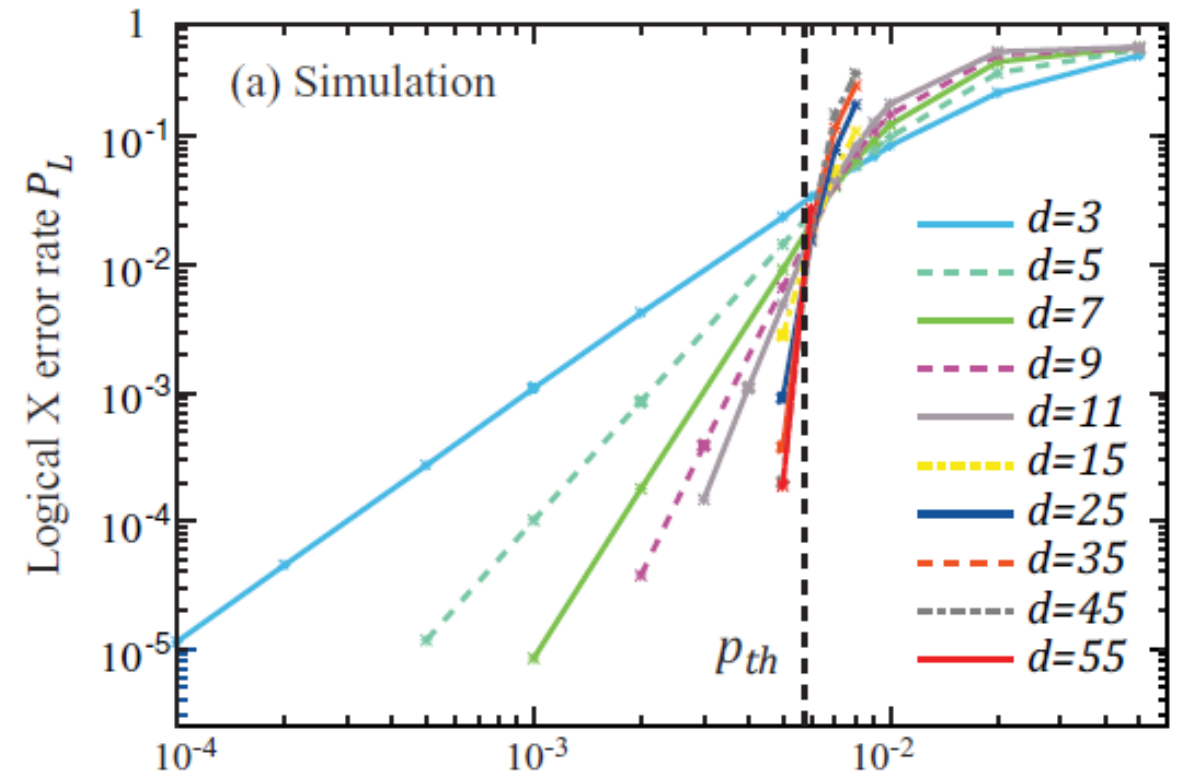 (a) Simulation
Logical X error rate P_L
1
10^-1
10^-2
10^-3
10^-4
10^-5
d=3
d=5
d=7
d=9
d=11
d=15
d=25
d=35
d=45
d=55
p_th
10^-4
10^-3
10^-2